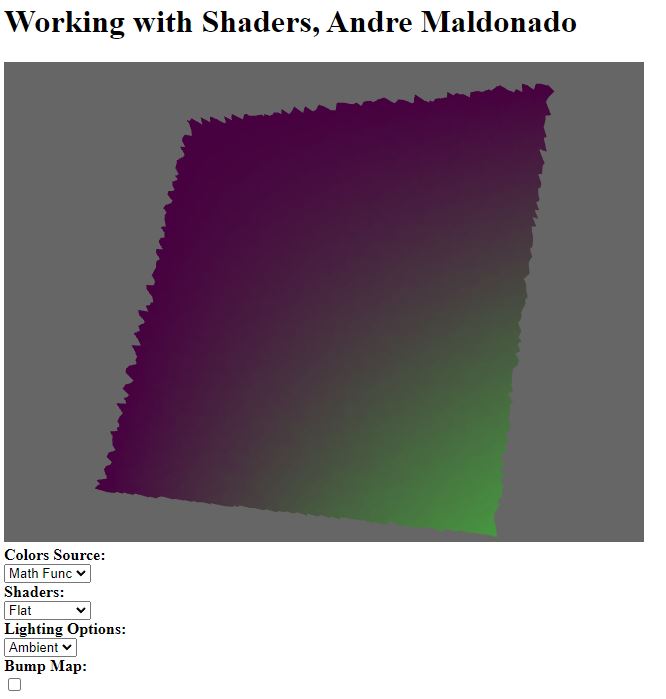 Working with Shaders, Andre Maldonado
Colors Source:
Math Func
Shaders:
Flat
Lighting Options:
Ambient
Bump Map: